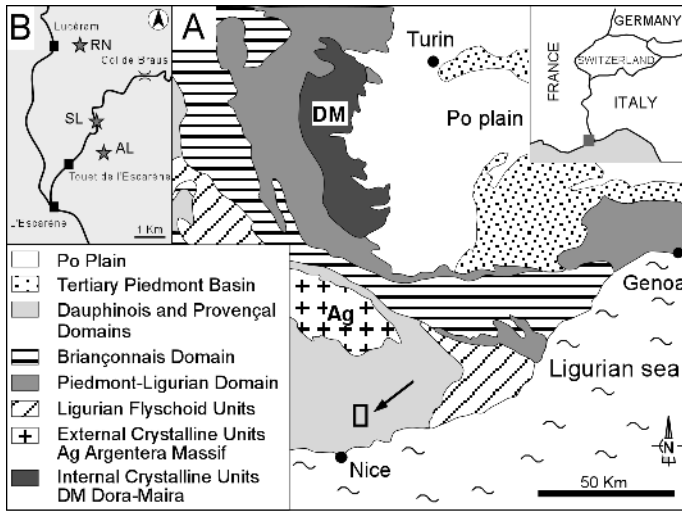 B
Lucéram
RN
Col de Braus
SL
AL
Touet de l'Escarène
L'Escarène
1 Km
A
Turin
DM
Po plain
GERMANY
FRANCE
SWITZERLAND
ITALY
Genoa
Ag
Ligurian sea
Nice
N
50 Km
Po Plain
Tertiary Piedmont Basin
Dauphinois and Provençal
Domains
Briançonnais Domain
Piedmont-Ligurian Domain
Ligurian Flyschoid Units
External Crystalline Units
Ag Argentera Massif
Internal Crystalline Units
DM Dora-Maira